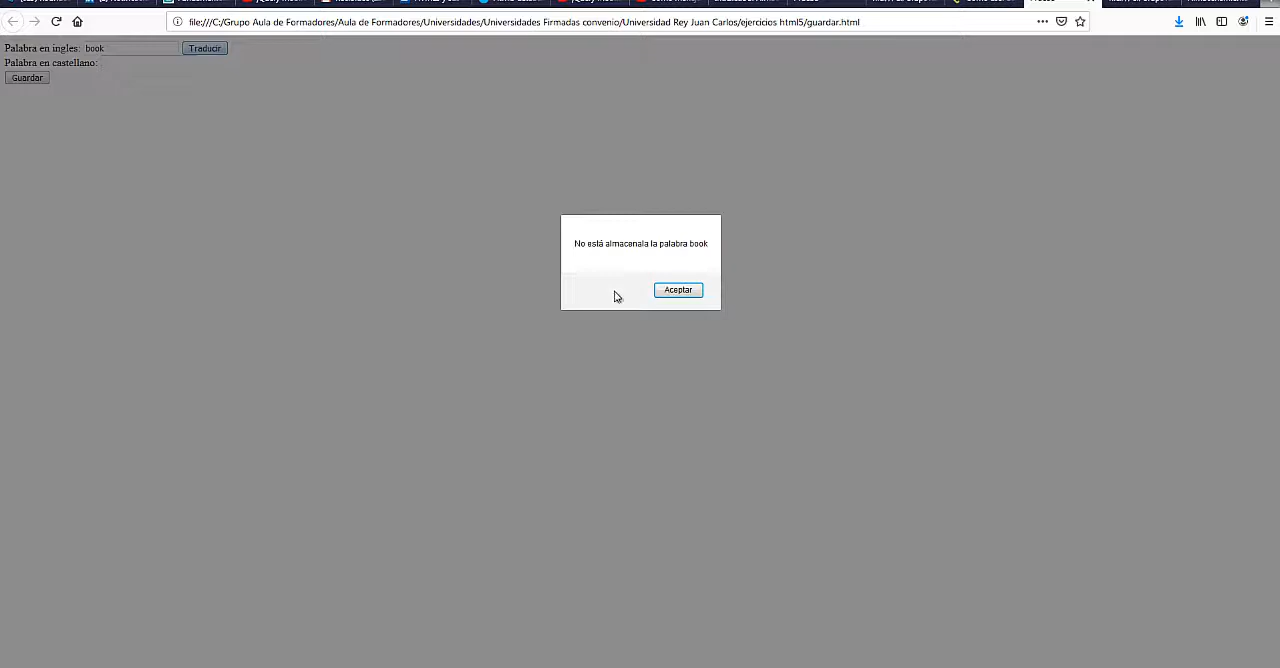 file:///C:/Grupo Aula de Formadores/Aula de Formadores/Universidades/Universidades Firmadas convenio/Universidad Rey Juan Carlos/ejercicios html5/guardar.html
Palabra en ingles: book Traducir
Palabra en castellano:
Guardar
No está almacenala la palabra book
Aceptar